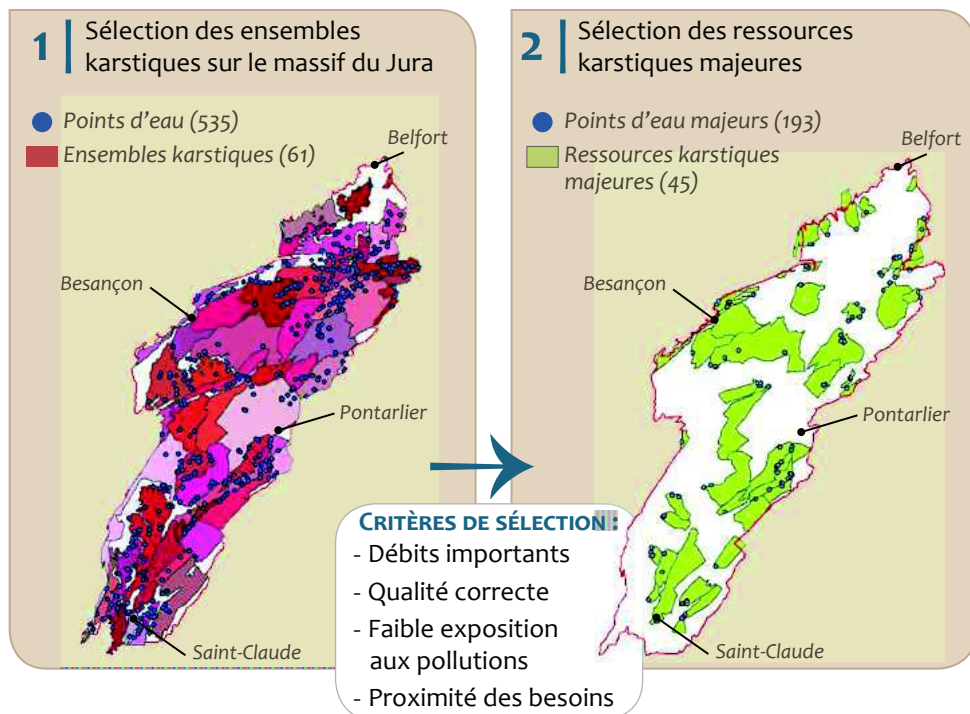 1
Sélection des ensembles
karstiques sur le massif du Jura
Points d'eau (535)
Ensembles karstiques (61)
Belfort
Besançon
Pontarlier
Saint-Claude
CRITÈRES DE SÉLECTION :
- Débits importants
- Qualité correcte
- Faible exposition
aux pollutions
- Proximité des besoins
2
Sélection des ressources
karstiques majeures
Points d'eau majeurs (193)
Ressources karstiques
majeures (45)
Belfort
Besançon
Pontarlier
Saint-Claude